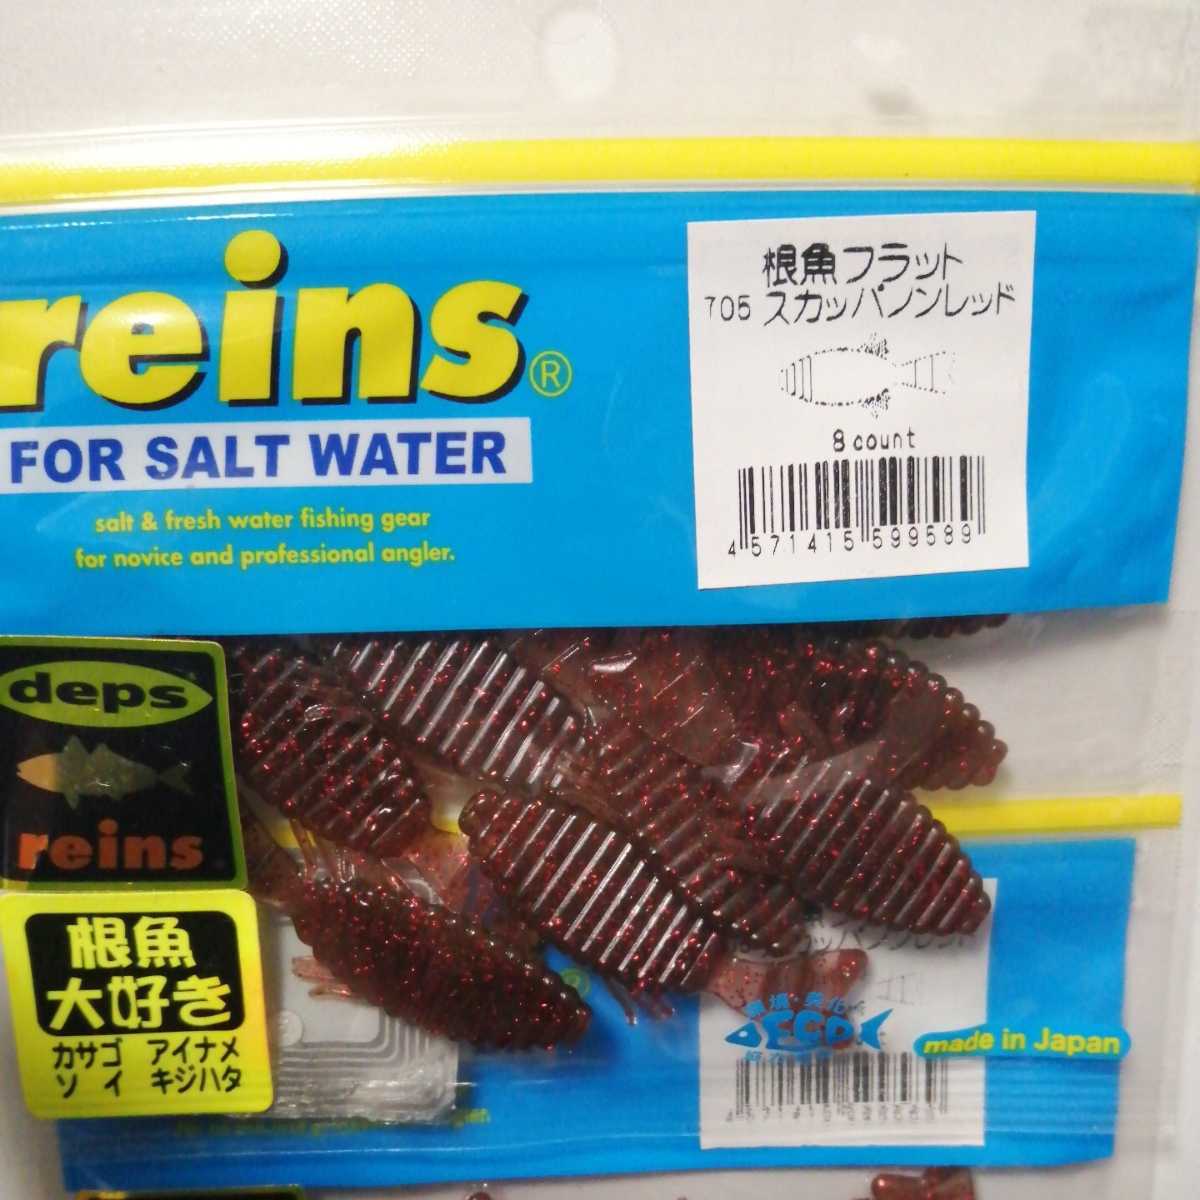 reins®
FOR SALT WATER
salt & fresh water fishing gear
for novice and professional angler.
根魚フラット
705 スカッパノンレッド
8 count
4 571415 599589
deps®
reins®
根魚
大好き
カサゴ アイナメ
ソイ キジハタ
made in Japan